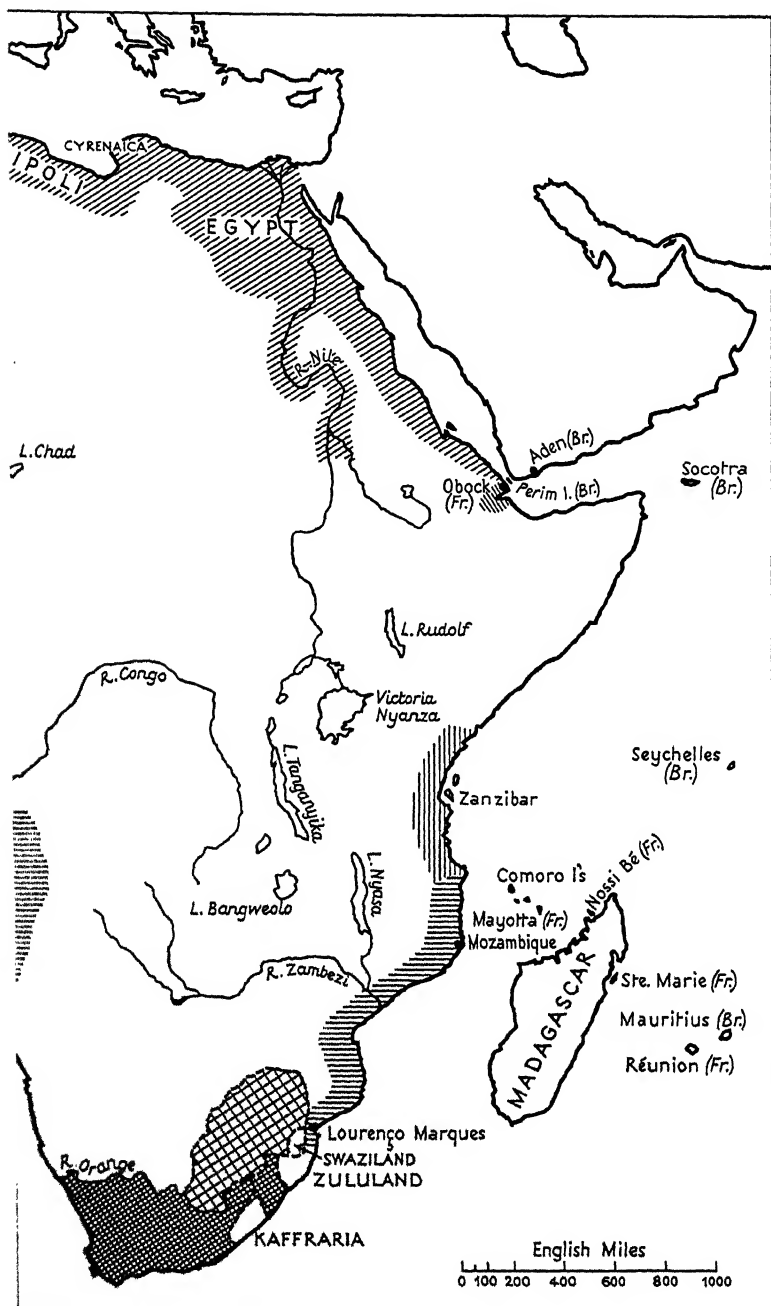 CYRENAICA
IPOLI
EGYPT
R. Nile
L. Chad
Aden (Br.)
Socotra
(Br.)
Obock
(Fr.)
Perim I. (Br.)
L. Rudolf
R. Congo
Victoria
Nyanza
L. Tanganyika
Seychelles
(Br.)
Zanzibar
Comoro Is
Nossi Bé (Fr.)
L. Nyasa
L. Bangweolo
Mayotta (Fr.)
Mozambique
R. Zambezi
MADAGASCAR
Ste. Marie (Fr.)
Mauritius (Br.)
Réunion (Fr.)
Lourenço Marques
SWAZILAND
ZULULAND
R. Orange
KAFFRARIA
English Miles
0 100 200 400 600 800 1000